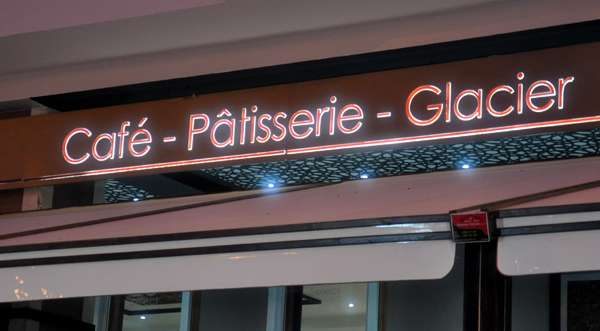 Café - Pâtisserie - Glacier